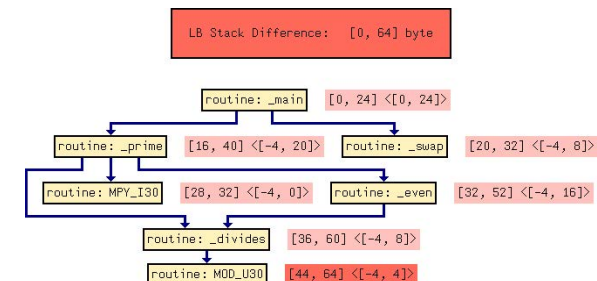 LB Stack Difference: [0, 64] byte
routine: _main [0, 24] <[0, 24]>
routine: _prime [16, 40] <[-4, 20]> routine: _swap [20, 32] <[-4, 8]>
routine: MPY_I30 [28, 32] <[-4, 0]> routine: _even [32, 52] <[-4, 16]>
routine: _divides [36, 60] <[-4, 8]>
routine: MOD_U30 [44, 64] <[-4, 4]>